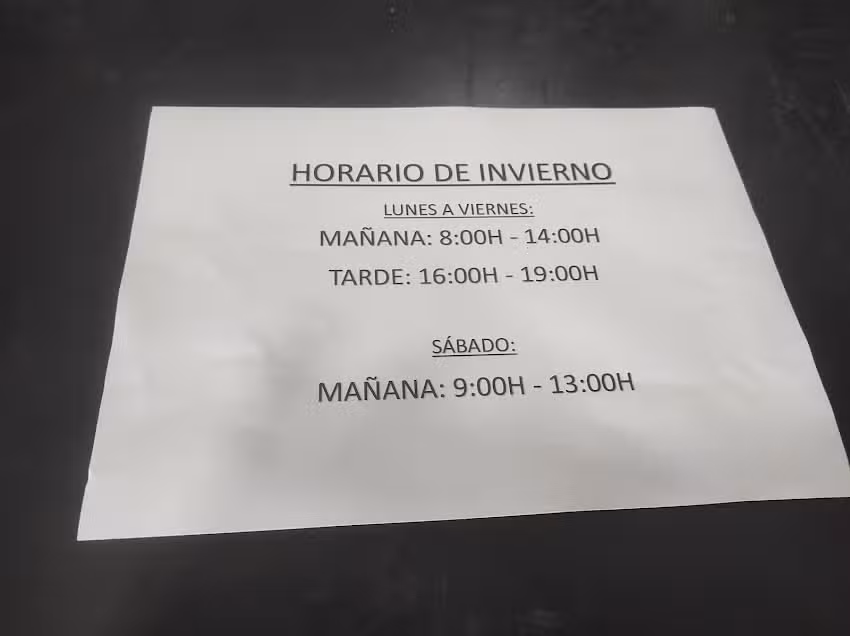 HORARIO DE INVIERNO
LUNES A VIERNES:
MAÑANA: 8:00H - 14:00H
TARDE: 16:00H - 19:00H
SÁBADO:
MAÑANA: 9:00H - 13:00H